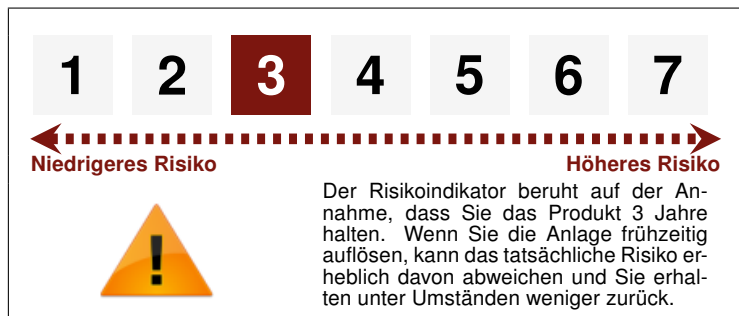 1 2 3 4 5 6 7
Niedrigeres Risiko Höheres Risiko
Der Risikoindikator beruht auf der An-
nahme, dass Sie das Produkt 3 Jahre
halten. Wenn Sie die Anlage frühzeitig
auflösen, kann das tatsächliche Risiko er-
heblich davon abweichen und Sie erhal-
ten unter Umständen weniger zurück.
!